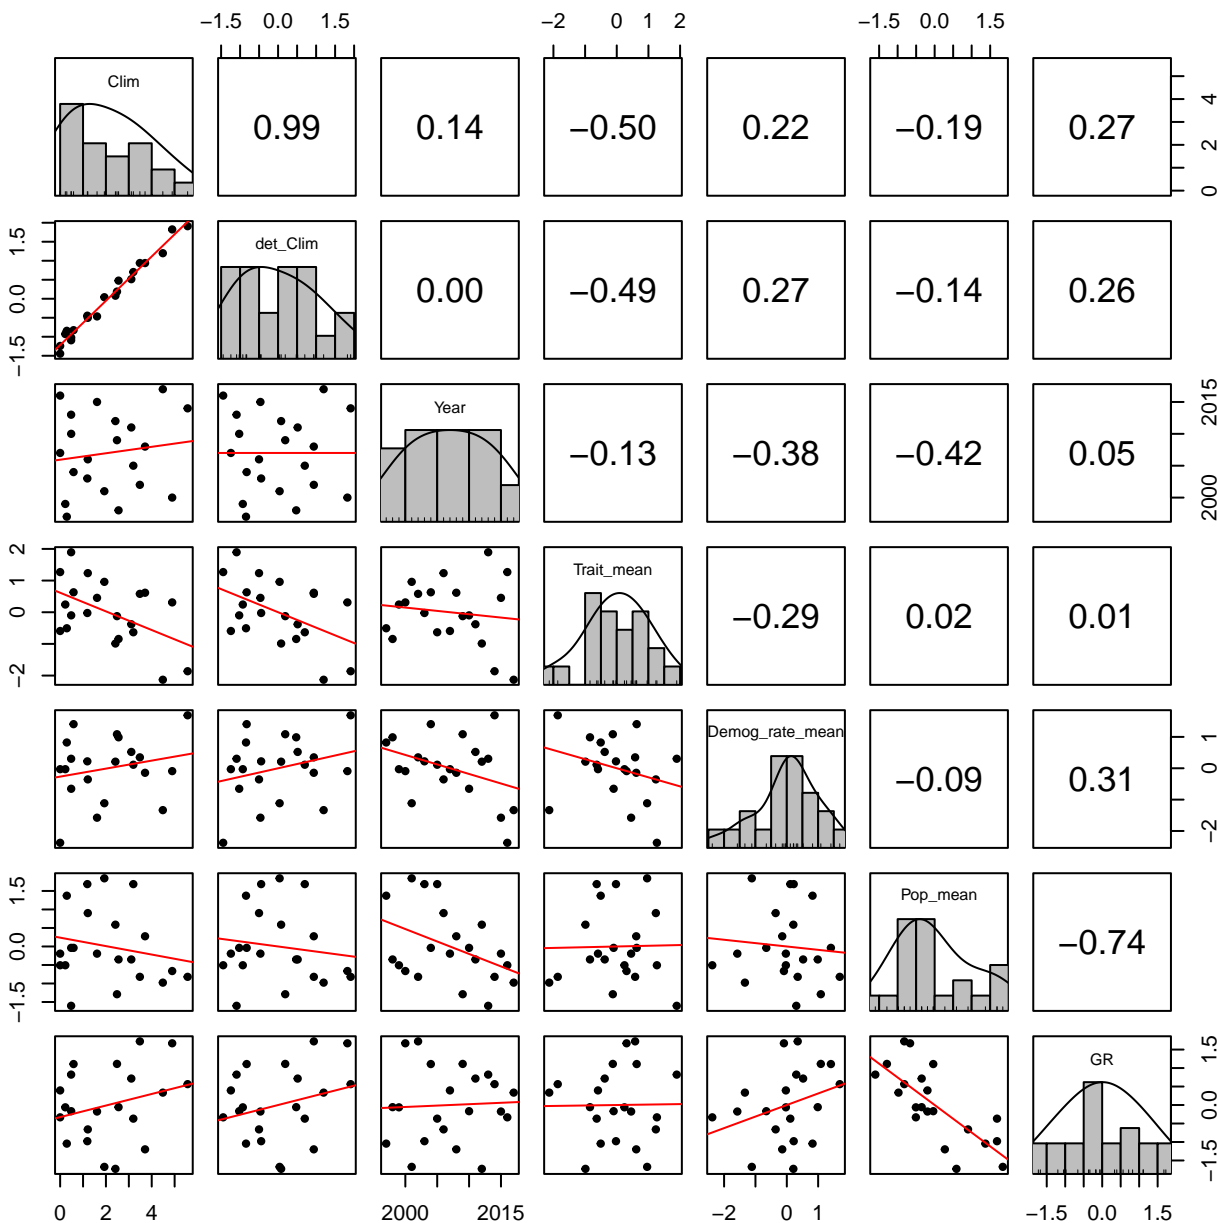 −1.5 0.0 1.5 −2 0 1 2 −1.5 0.0 1.5
Clim 0.99 0.14 −0.50 0.22 −0.19 0.27 0 2 4
−1.5 0.0 1.5 det_Clim 0.00 −0.49 0.27 −0.14 0.26
Year −0.13 −0.38 −0.42 0.05 2000 2015
−2 0 1 2 Trait_mean −0.29 0.02 0.01
Demog_rate_mean −0.09 0.31 −2 0 1
−1.5 0.0 1.5 Pop_mean −0.74
GR −1.5 0.0 1.5
0 2 4 2000 2015 −2 0 1 −1.5 0.0 1.5